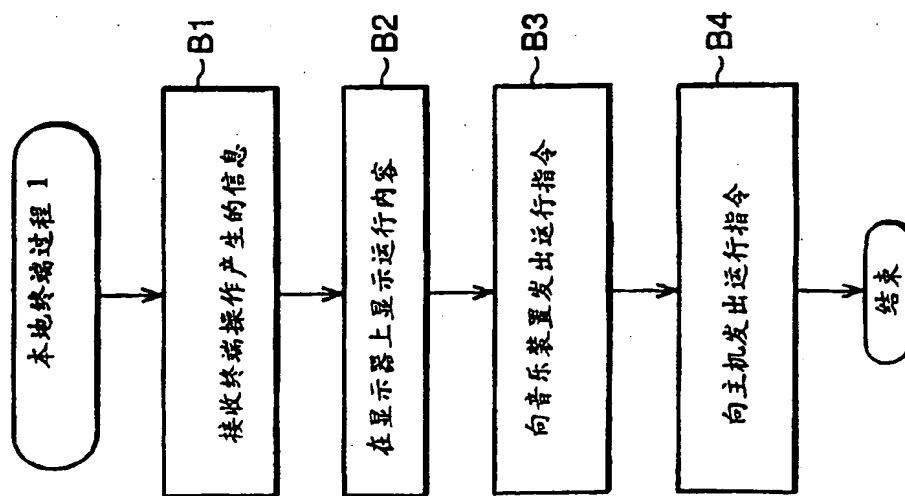 本地终端过程 1
B1
接收终端操作产生的信息
B2
在显示器上显示运行内容
B3
向音乐装置发出运行指令
B4
向主机发出运行指令
结束